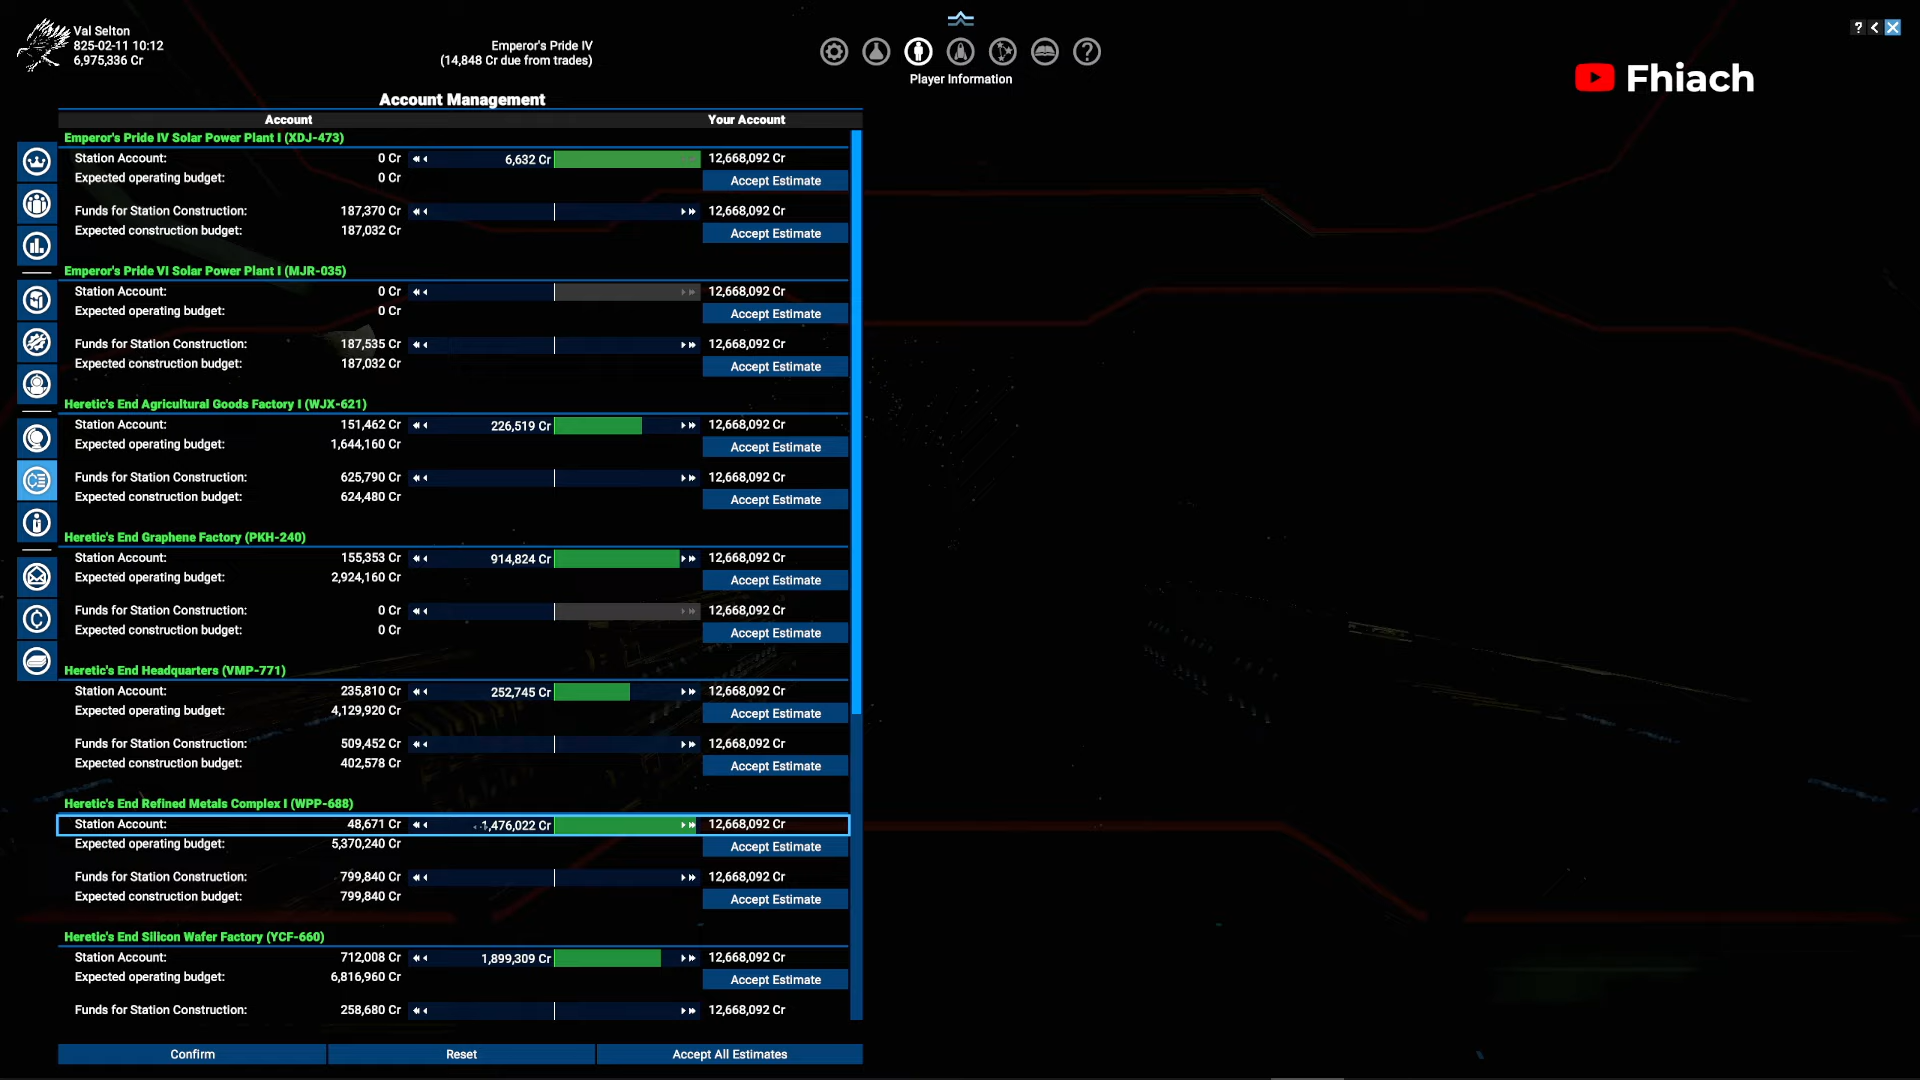 Val Selton
825-02-11 10:12
6,975,336 Cr
Emperor's Pride IV
(14,848 Cr due from trades)
Player Information
? < X
Fhiach
Account Management
Account Your Account
Emperor's Pride IV Solar Power Plant I (XDJ-473)
Station Account: 0 Cr 6,632 Cr 12,668,092 Cr
Expected operating budget: 0 Cr Accept Estimate
Funds for Station Construction: 187,370 Cr 12,668,092 Cr
Expected construction budget: 187,032 Cr Accept Estimate
Emperor's Pride VI Solar Power Plant I (MJR-035)
Station Account: 0 Cr 12,668,092 Cr
Expected operating budget: 0 Cr Accept Estimate
Funds for Station Construction: 187,535 Cr 12,668,092 Cr
Expected construction budget: 187,032 Cr Accept Estimate
Heretic's End Agricultural Goods Factory I (WJX-621)
Station Account: 151,462 Cr 226,519 Cr 12,668,092 Cr
Expected operating budget: 1,644,160 Cr Accept Estimate
Funds for Station Construction: 625,790 Cr 12,668,092 Cr
Expected construction budget: 624,480 Cr Accept Estimate
Heretic's End Graphene Factory (PKH-240)
Station Account: 155,353 Cr 914,824 Cr 12,668,092 Cr
Expected operating budget: 2,924,160 Cr Accept Estimate
Funds for Station Construction: 0 Cr 12,668,092 Cr
Expected construction budget: 0 Cr Accept Estimate
Heretic's End Headquarters (VMP-771)
Station Account: 235,810 Cr 252,745 Cr 12,668,092 Cr
Expected operating budget: 4,129,920 Cr Accept Estimate
Funds for Station Construction: 509,452 Cr 12,668,092 Cr
Expected construction budget: 402,578 Cr Accept Estimate
Heretic's End Refined Metals Complex I (WPP-688)
Station Account: 48,671 Cr 1,476,022 Cr 12,668,092 Cr
Expected operating budget: 5,370,240 Cr Accept Estimate
Funds for Station Construction: 799,840 Cr 12,668,092 Cr
Expected construction budget: 799,840 Cr Accept Estimate
Heretic's End Silicon Wafer Factory (YCF-660)
Station Account: 712,008 Cr 1,899,309 Cr 12,668,092 Cr
Expected operating budget: 6,816,960 Cr Accept Estimate
Funds for Station Construction: 258,680 Cr 12,668,092 Cr
Confirm Reset Accept All Estimates